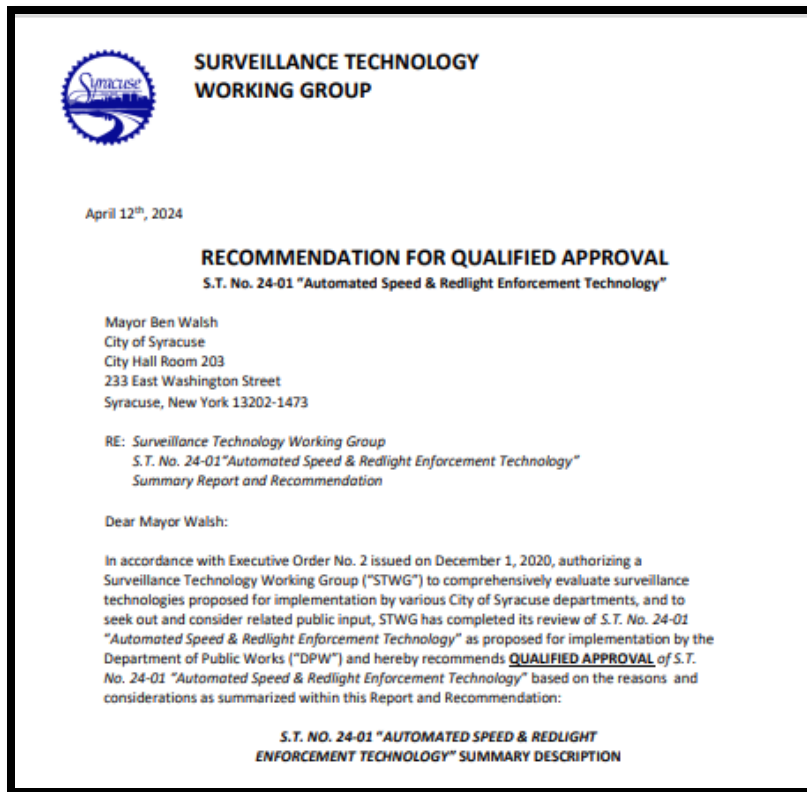 Syracuse
SURVEILLANCE TECHNOLOGY
WORKING GROUP
April 12th, 2024
RECOMMENDATION FOR QUALIFIED APPROVAL
S.T. No. 24-01 “Automated Speed & Redlight Enforcement Technology”
Mayor Ben Walsh
City of Syracuse
City Hall Room 203
233 East Washington Street
Syracuse, New York 13202-1473
RE: Surveillance Technology Working Group
S.T. No. 24-01“Automated Speed & Redlight Enforcement Technology”
Summary Report and Recommendation
Dear Mayor Walsh:
In accordance with Executive Order No. 2 issued on December 1, 2020, authorizing a
Surveillance Technology Working Group (“STWG”) to comprehensively evaluate surveillance
technologies proposed for implementation by various City of Syracuse departments, and to
seek out and consider related public input, STWG has completed its review of S.T. No. 24-01
“Automated Speed & Redlight Enforcement Technology” as proposed for implementation by the
Department of Public Works (“DPW”) and hereby recommends QUALIFIED APPROVAL of S.T.
No. 24-01 “Automated Speed & Redlight Enforcement Technology” based on the reasons and
considerations as summarized within this Report and Recommendation:
S.T. NO. 24-01 “AUTOMATED SPEED & REDLIGHT
ENFORCEMENT TECHNOLOGY” SUMMARY DESCRIPTION